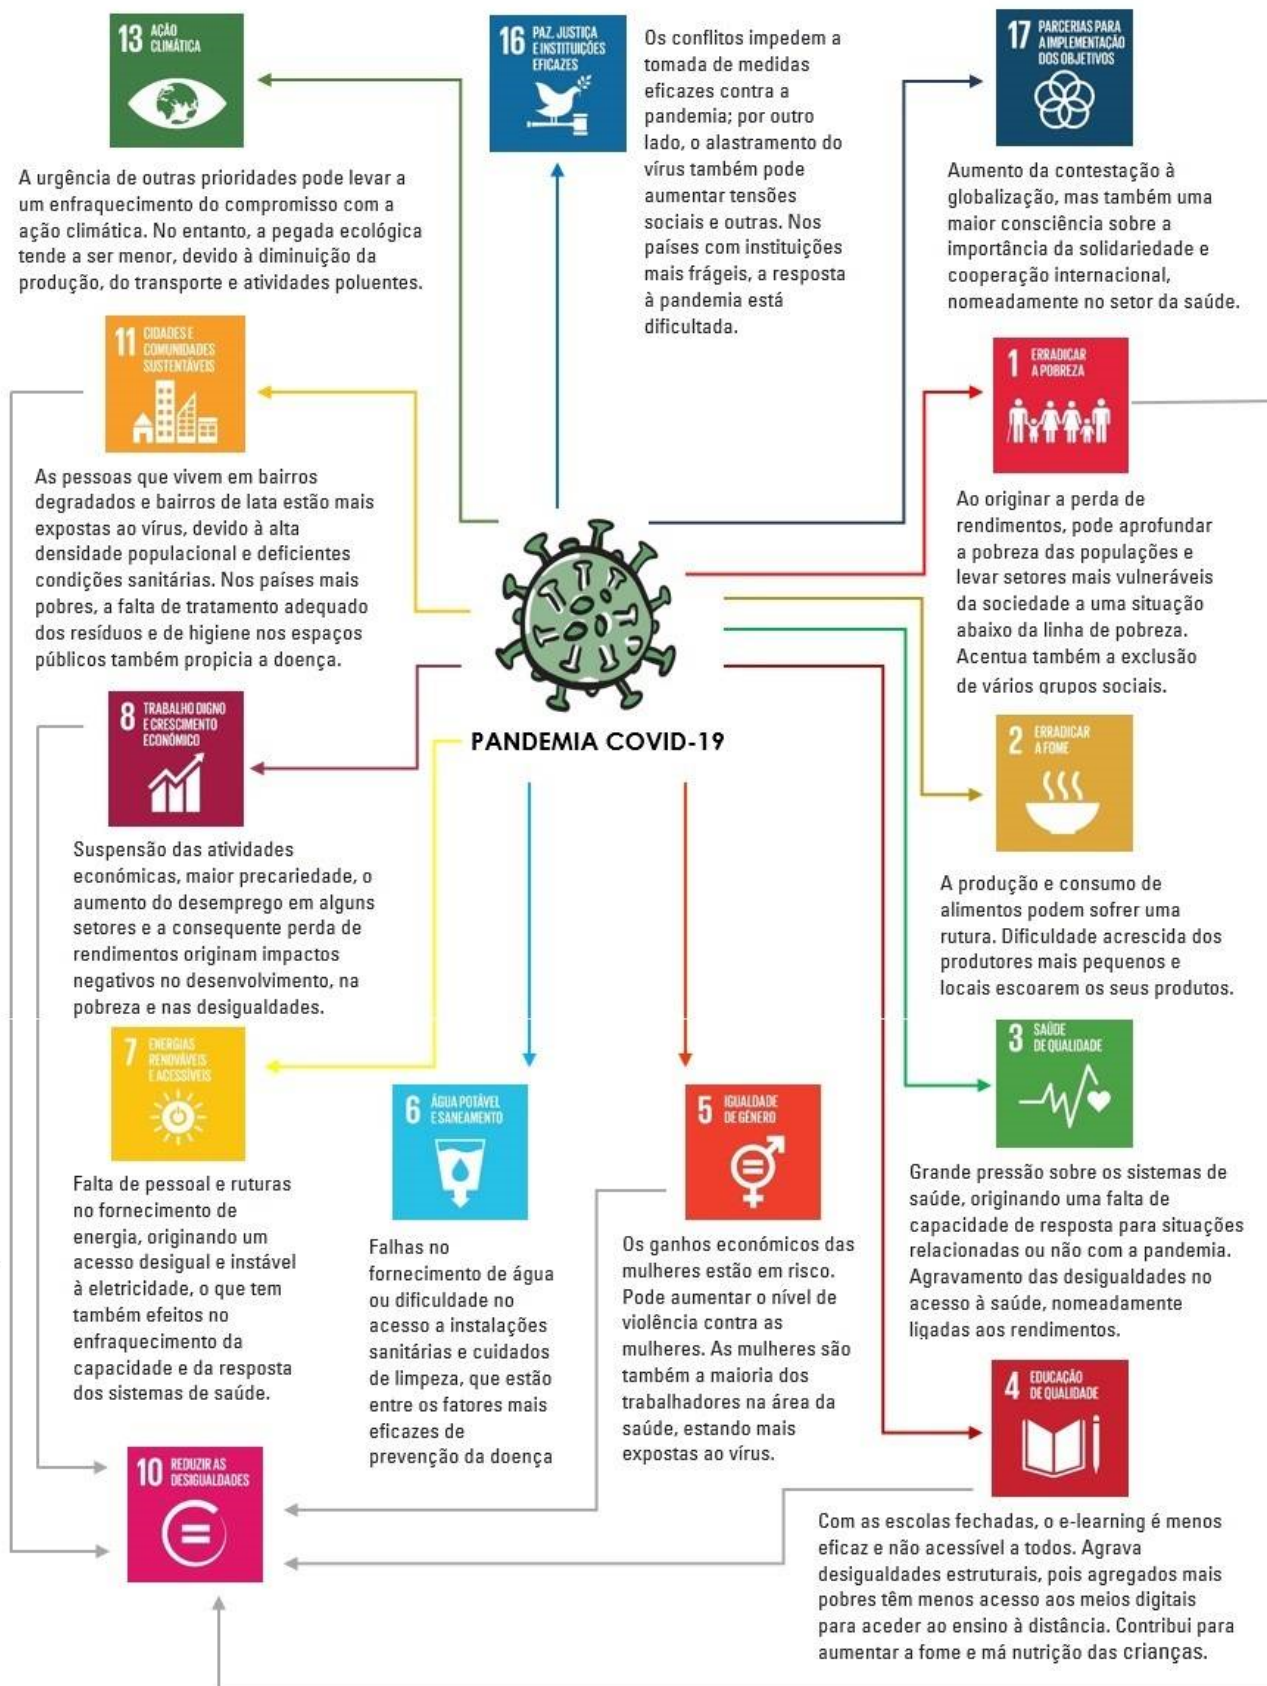 13 AÇÃO
CLIMÁTICA
A urgência de outras prioridades pode levar a
um enfraquecimento do compromisso com a
ação climática. No entanto, a pegada ecológica
tende a ser menor, devido à diminuição da
produção, do transporte e atividades poluentes.
16 PAZ, JUSTIÇA
E INSTITUIÇÕES
EFICAZES
Os conflitos impedem a
tomada de medidas
eficazes contra a
pandemia; por outro
lado, o alastramento do
vírus também pode
aumentar tensões
sociais e outras. Nos
países com instituições
mais frágeis, a resposta
à pandemia está
dificultada.
17 PARCERIAS PARA
A IMPLEMENTAÇÃO
DOS OBJETIVOS
Aumento da contestação à
globalização, mas também uma
maior consciência sobre a
importância da solidariedade e
cooperação internacional,
nomeadamente no setor da saúde.
11 CIDADES E
COMUNIDADES
SUSTENTÁVEIS
As pessoas que vivem em bairros
degradados e bairros de lata estão mais
expostas ao vírus, devido à alta
densidade populacional e deficientes
condições sanitárias. Nos países mais
pobres, a falta de tratamento adequado
dos resíduos e de higiene nos espaços
públicos também propicia a doença.
1 ERRADICAR
A POBREZA
Ao originar a perda de
rendimentos, pode aprofundar
a pobreza das populações e
levar setores mais vulneráveis
da sociedade a uma situação
abaixo da linha de pobreza.
Acentua também a exclusão
de vários grupos sociais.
PANDEMIA COVID-19
8 TRABALHO DIGNO
E CRESCIMENTO
ECONÓMICO
Suspensão das atividades
económicas, maior precariedade, o
aumento do desemprego em alguns
setores e a consequente perda de
rendimentos originam impactos
negativos no desenvolvimento, na
pobreza e nas desigualdades.
2 ERRADICAR
A FOME
A produção e consumo de
alimentos podem sofrer uma
rutura. Dificuldade acrescida dos
produtores mais pequenos e
locais escoarem os seus produtos.
7 ENERGIAS
RENOVÁVEIS
E ACESSÍVEIS
Falta de pessoal e ruturas
no fornecimento de
energia, originando um
acesso desigual e instável
à eletricidade, o que tem
também efeitos no
enfraquecimento da
capacidade e da resposta
dos sistemas de saúde.
6 ÁGUA POTÁVEL
E SANEAMENTO
Falhas no
fornecimento de água
ou dificuldade no
acesso a instalações
sanitárias e cuidados
de limpeza, que estão
entre os fatores mais
eficazes de
prevenção da doença
5 IGUALDADE
DE GÉNERO
Os ganhos económicos das
mulheres estão em risco.
Pode aumentar o nível de
violência contra as
mulheres. As mulheres são
também a maioria dos
trabalhadores na área da
saúde, estando mais
expostas ao vírus.
3 SAÚDE
DE QUALIDADE
Grande pressão sobre os sistemas de
saúde, originando uma falta de
capacidade de resposta para situações
relacionadas ou não com a pandemia.
Agravamento das desigualdades no
acesso à saúde, nomeadamente
ligadas aos rendimentos.
4 EDUCAÇÃO
DE QUALIDADE
Com as escolas fechadas, o e-learning é menos
eficaz e não acessível a todos. Agrava
desigualdades estruturais, pois agregados mais
pobres têm menos acesso aos meios digitais
para aceder ao ensino à distância. Contribui para
aumentar a fome e má nutrição das crianças.
10 REDUZIR AS
DESIGUALDADES